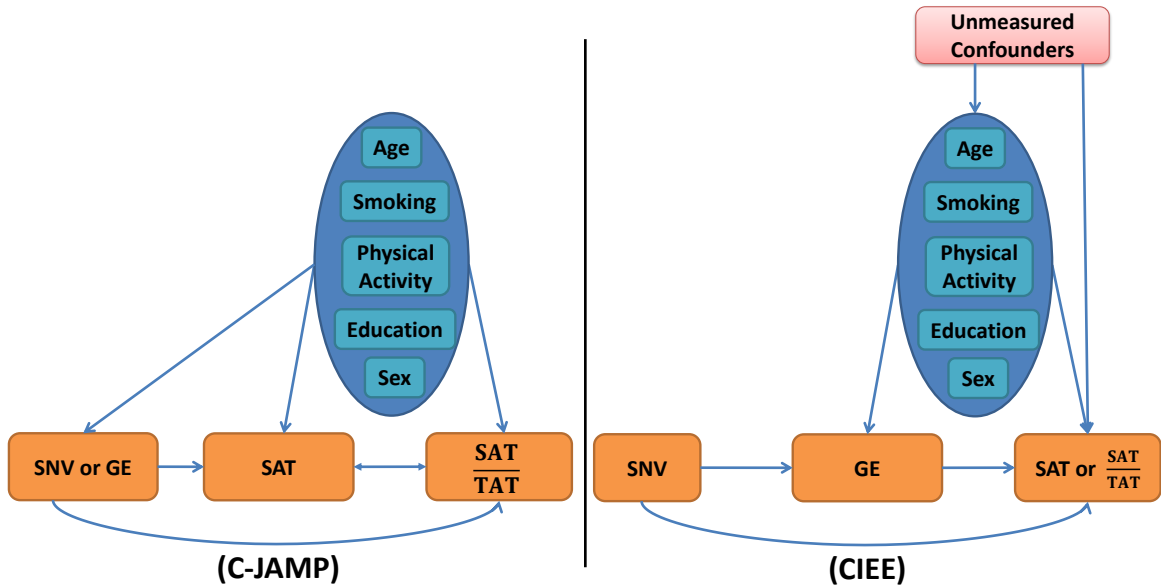 Age
Smoking
Physical
Activity
Education
Sex
SNV or GE
SAT
SAT
TAT
(C-JAMP)
Unmeasured
Confounders
Age
Smoking
Physical
Activity
Education
Sex
SNV
GE
SAT or SAT
TAT
(CIEE)